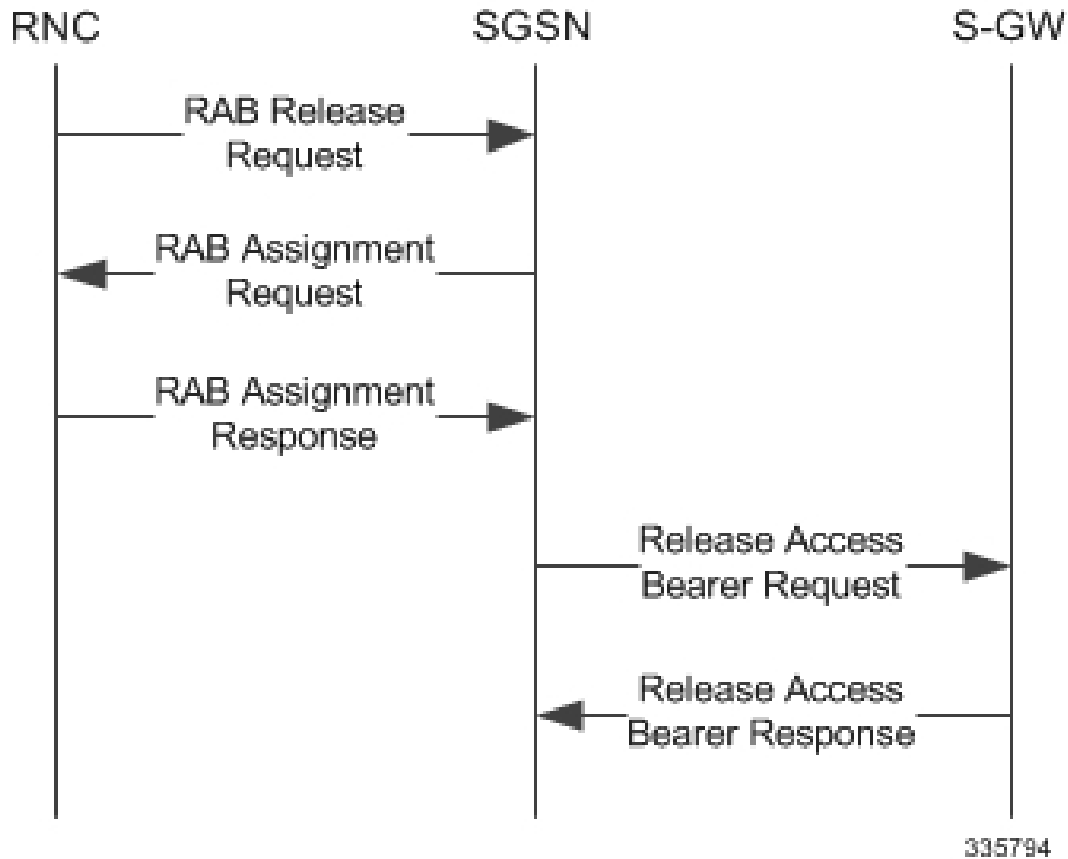 RNC SGSN S-GW
RAB Release
Request
RAB Assignment
Request
RAB Assignment
Response
Release Access
Bearer Request
Release Access
Bearer Response
335794